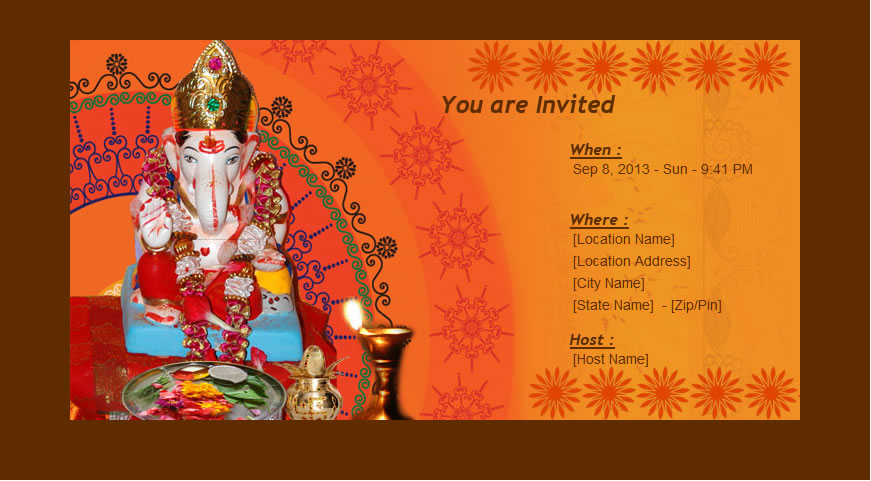 You are Invited
When :
Sep 8, 2013 - Sun - 9:41 PM
Where :
[Location Name]
[Location Address]
[City Name]
[State Name]  - [Zip/Pin]
Host :
[Host Name]